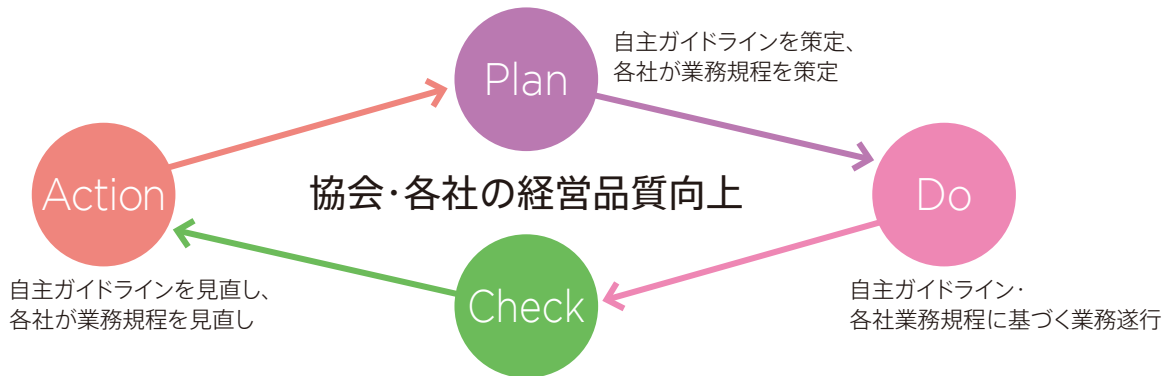 Plan
自主ガイドラインを策定、
各社が業務規程を策定
Action
協会・各社の経営品質向上
Do
自主ガイドラインを見直し、
各社が業務規程を見直し
Check
自主ガイドライン・
各社業務規程に基づく業務遂行